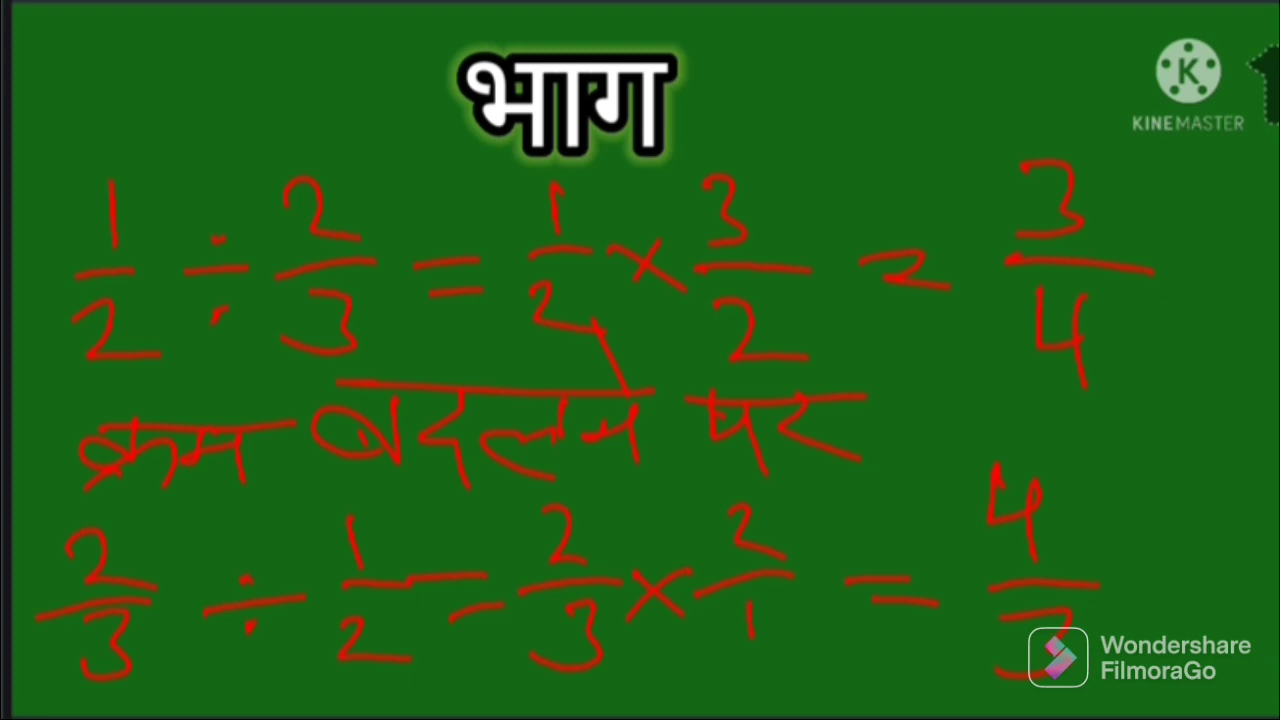 भाग
KINEMASTER
1/2 ÷ 2/3 = 1/2 × 3/2 = 3/4
क्रम बदलने पर
2/3 ÷ 1/2 = 2/3 × 2/1 = 4/3
Wondershare
FilmoraGo